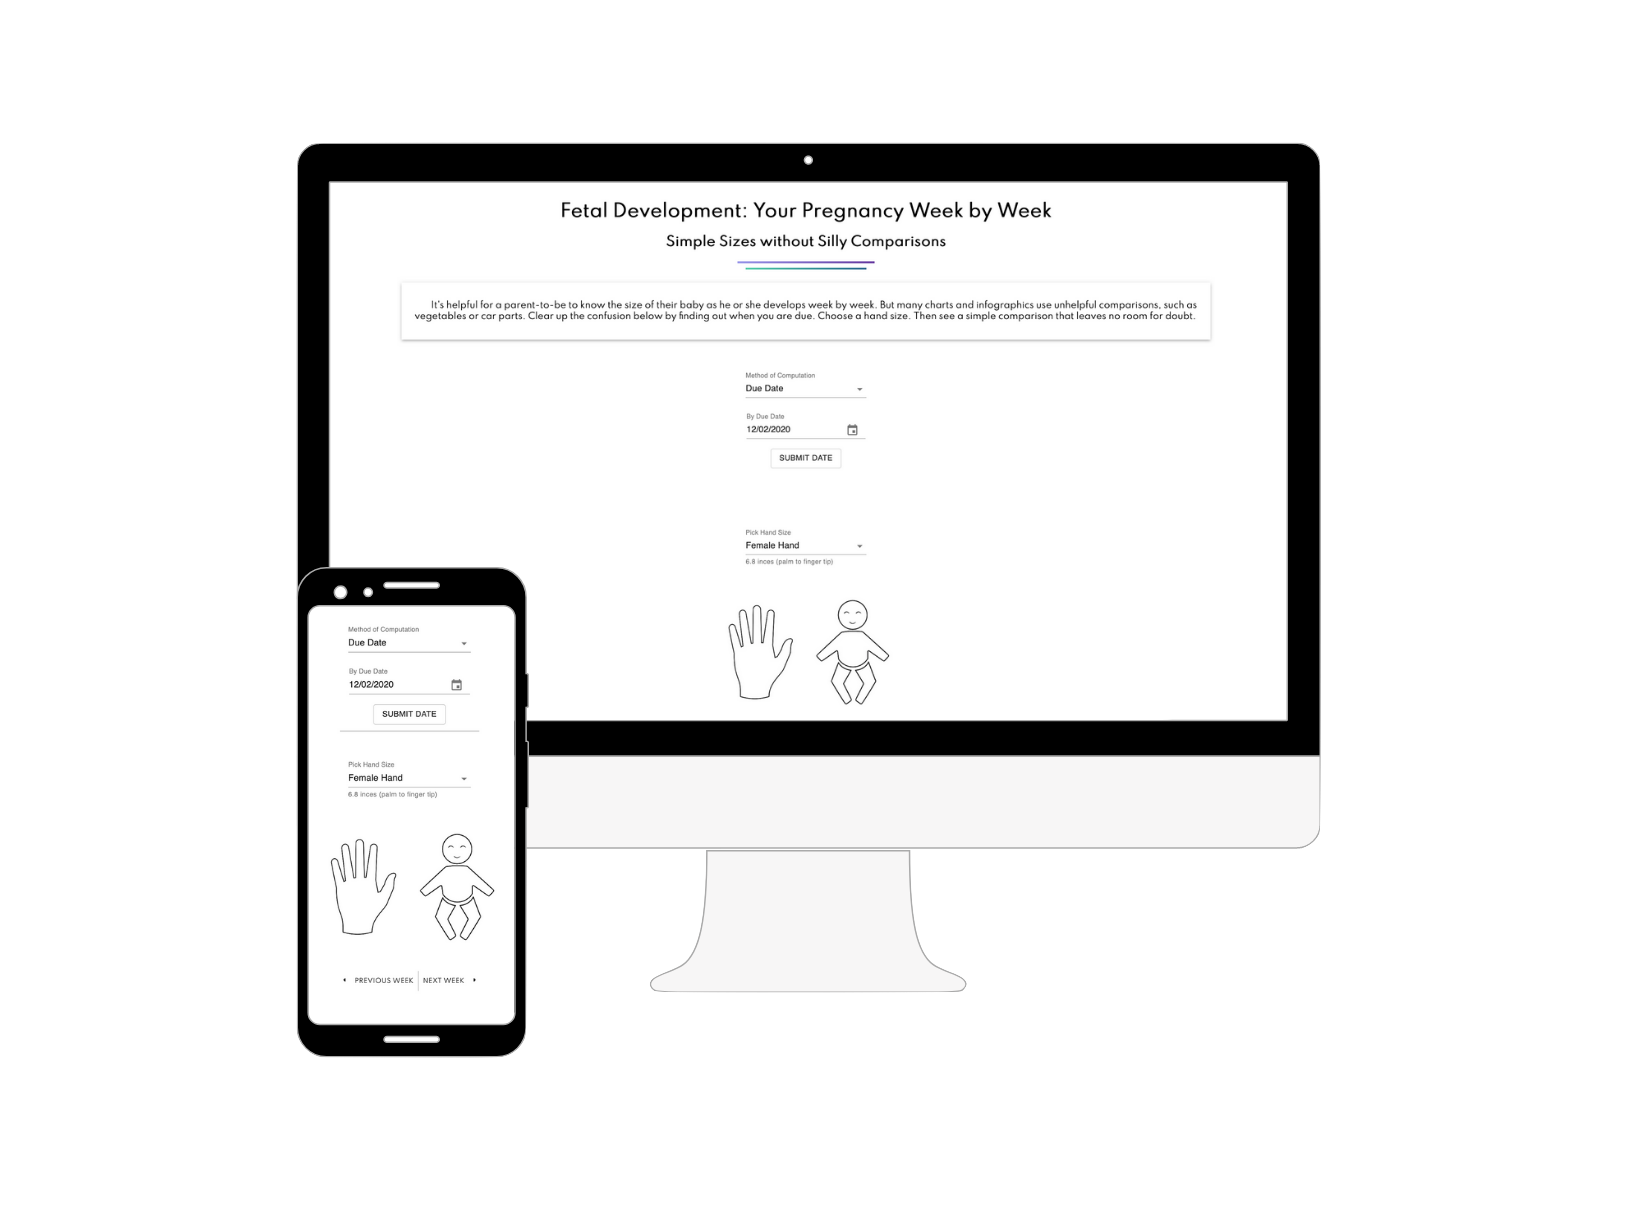 Fetal Development: Your Pregnancy Week by Week
Simple Sizes without Silly Comparisons
It's helpful for a parent-to-be to know the size of their baby as he or she develops week by week. But many charts and infographics use unhelpful comparisons, such as
vegetables or car parts. Clear up the confusion below by finding out when you are due. Choose a hand size. Then see a simple comparison that leaves no room for doubt.
Method of Computation
Due Date
By Due Date
12/02/2020
SUBMIT DATE
Pick Hand Size
Female Hand
6.8 inces (palm to finger tip)
Method of Computation
Due Date
By Due Date
12/02/2020
SUBMIT DATE
Pick Hand Size
Female Hand
6.8 inces (palm to finger tip)
PREVIOUS WEEK NEXT WEEK